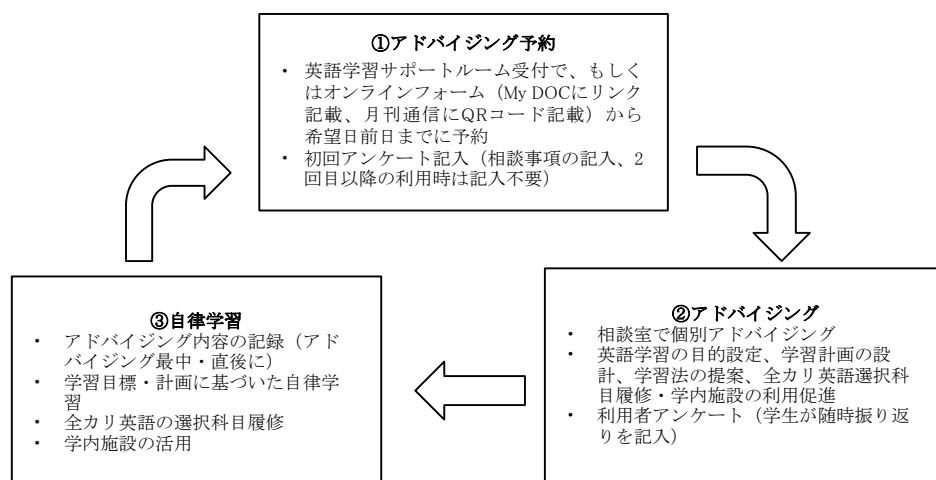 ①アドバイジング予約
・ 英語学習サポートルーム受付で、もしく
はオンラインフォーム（My DOCにリンク
記載、月刊通信にQRコード記載）から
希望日前日までに予約
・ 初回アンケート記入（相談事項の記入、2
回目以降の利用時は記入不要）
②アドバイジング
・ 相談室で個別アドバイジング
・ 英語学習の目的設定、学習計画の設
計、学習法の提案、全カリ英語選択科
目履修・学内施設の利用促進
・ 利用者アンケート（学生が随時振り返
りを記入）
③自律学習
・ アドバイジング内容の記録（アド
バイジング最中・直後に）
・ 学習目標・計画に基づいた自律学
習
・ 全カリ英語の選択科目履修
・ 学内施設の活用